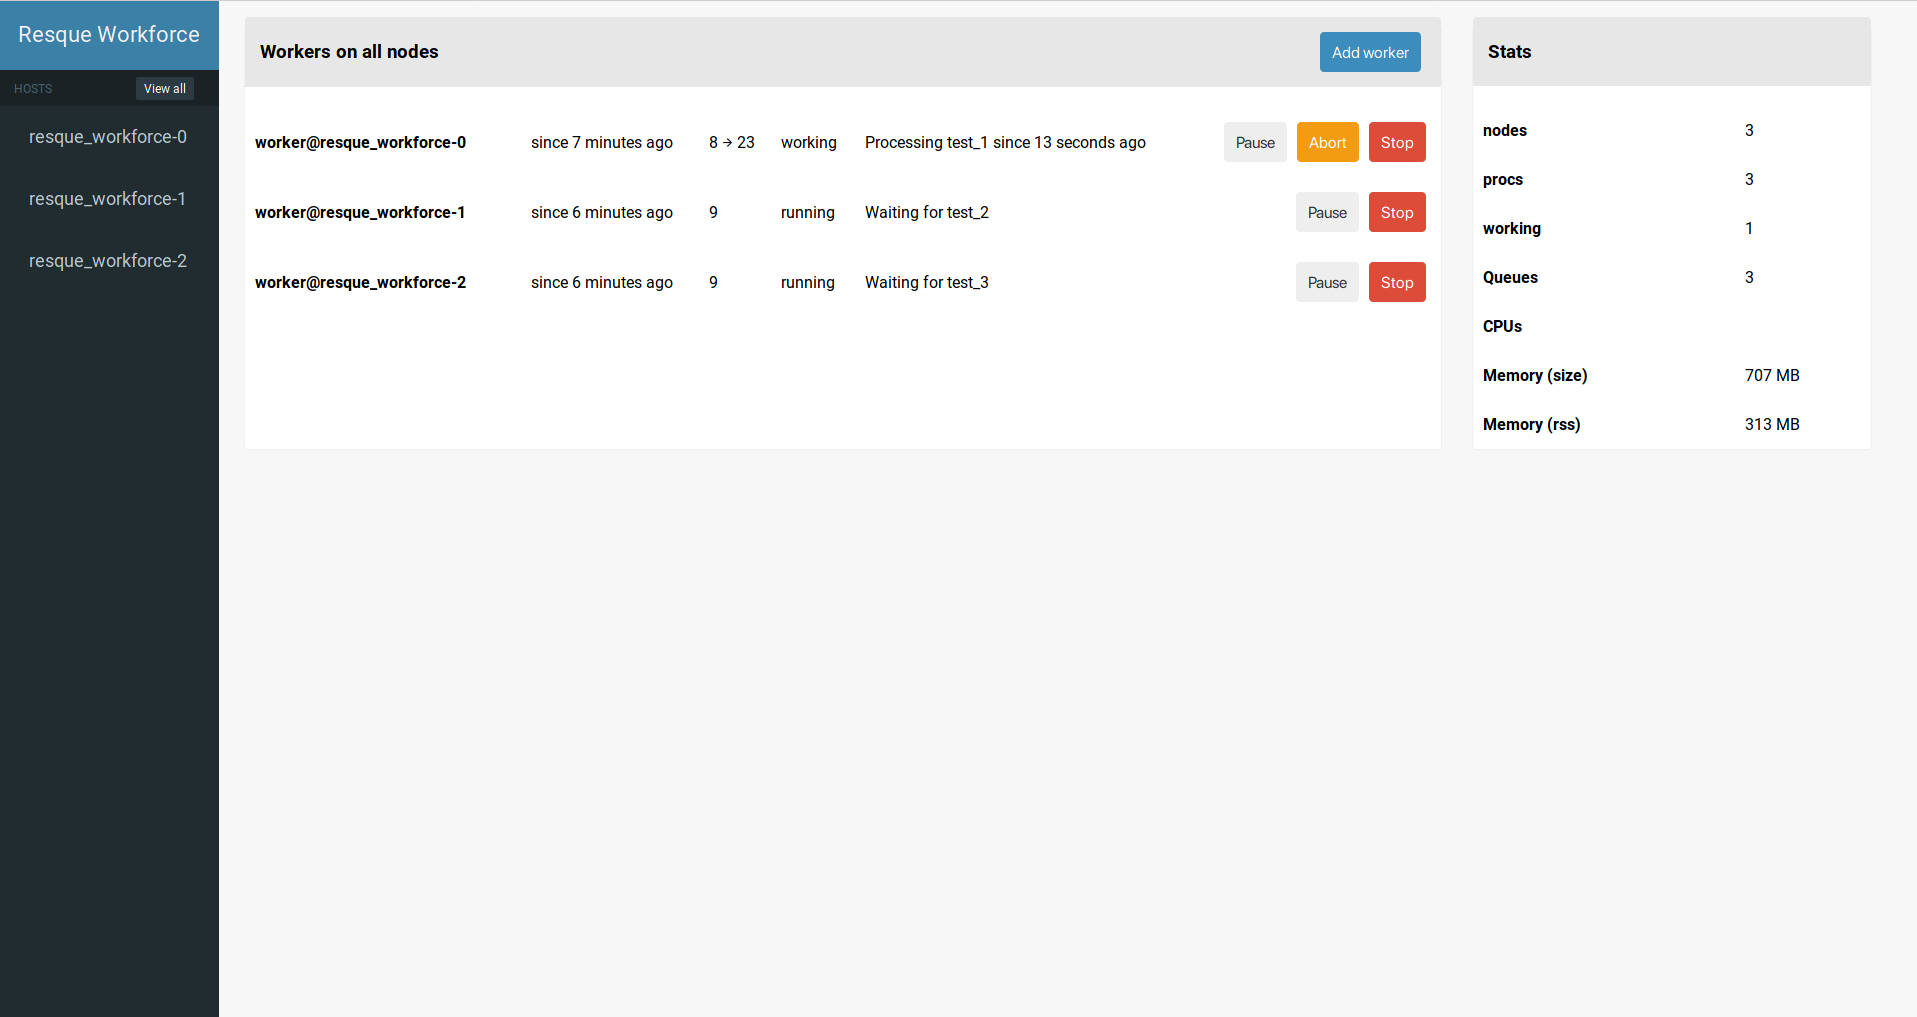 Resque Workforce
HOSTS View all
resque_workforce-0
resque_workforce-1
resque_workforce-2
Workers on all nodes Add worker
worker@resque_workforce-0 since 7 minutes ago 8 → 23 working Processing test_1 since 13 seconds ago Pause Abort Stop
worker@resque_workforce-1 since 6 minutes ago 9 running Waiting for test_2 Pause Stop
worker@resque_workforce-2 since 6 minutes ago 9 running Waiting for test_3 Pause Stop
Stats
nodes 3
procs 3
working 1
Queues 3
CPUs
Memory (size) 707 MB
Memory (rss) 313 MB